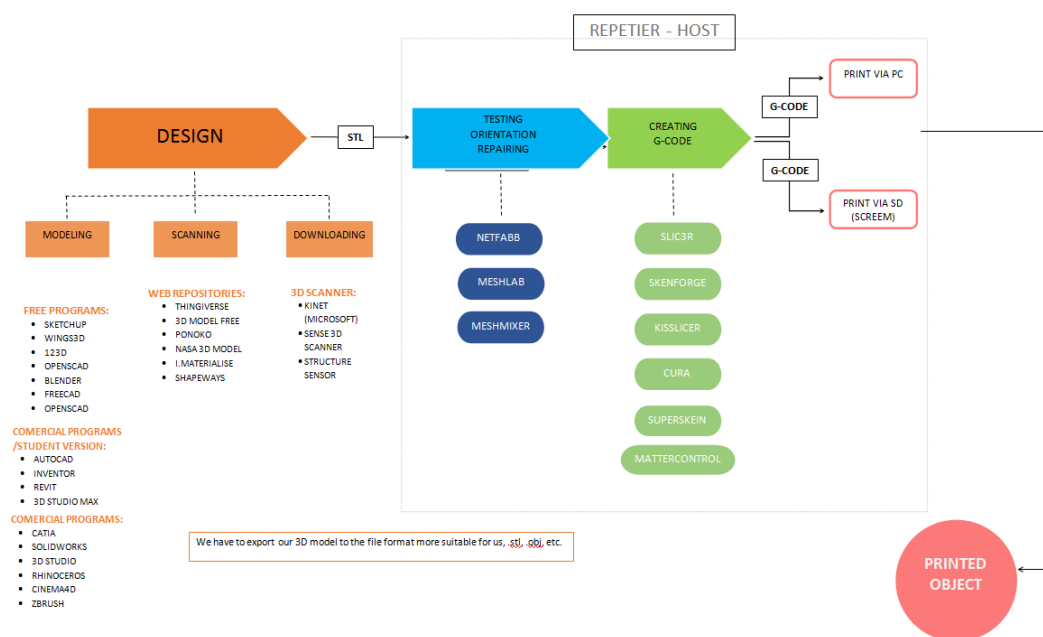 REPETIER - HOST
DESIGN
STL
TESTING
ORIENTATION
REPAIRING
CREATING
G-CODE
G-CODE
G-CODE
PRINT VIA PC
PRINT VIA SD
(SCREEM)
MODELING
SCANNING
DOWNLOADING
FREE PROGRAMS:
• SKETCHUP
• WINGS3D
• 123D
• OPENSCAD
• BLENDER
• FREECAD
• OPENSCAD
COMERCIAL PROGRAMS
/STUDENT VERSION:
• AUTOCAD
• INVENTOR
• REVIT
• 3D STUDIO MAX
COMERCIAL PROGRAMS:
• CATIA
• SOLIDWORKS
• 3D STUDIO
• RHINOCEROS
• CINEMA4D
• ZBRUSH
WEB REPOSITORIES:
• THINGIVERSE
• 3D MODEL FREE
• PONOKO
• NASA 3D MODEL
• I.MATERIALISE
• SHAPEWAYS
3D SCANNER:
• KINET
(MICROSOFT)
• SENSE 3D
SCANNER
• STRUCTURE
SENSOR
NETFABB
MESHLAB
MESHMIXER
SLIC3R
SKENFORGE
KISSLICER
CURA
SUPERSKEIN
MATTERCONTROL
We have to export our 3D model to the file format more suitable for us, .stl, .obj, etc.
PRINTED
OBJECT